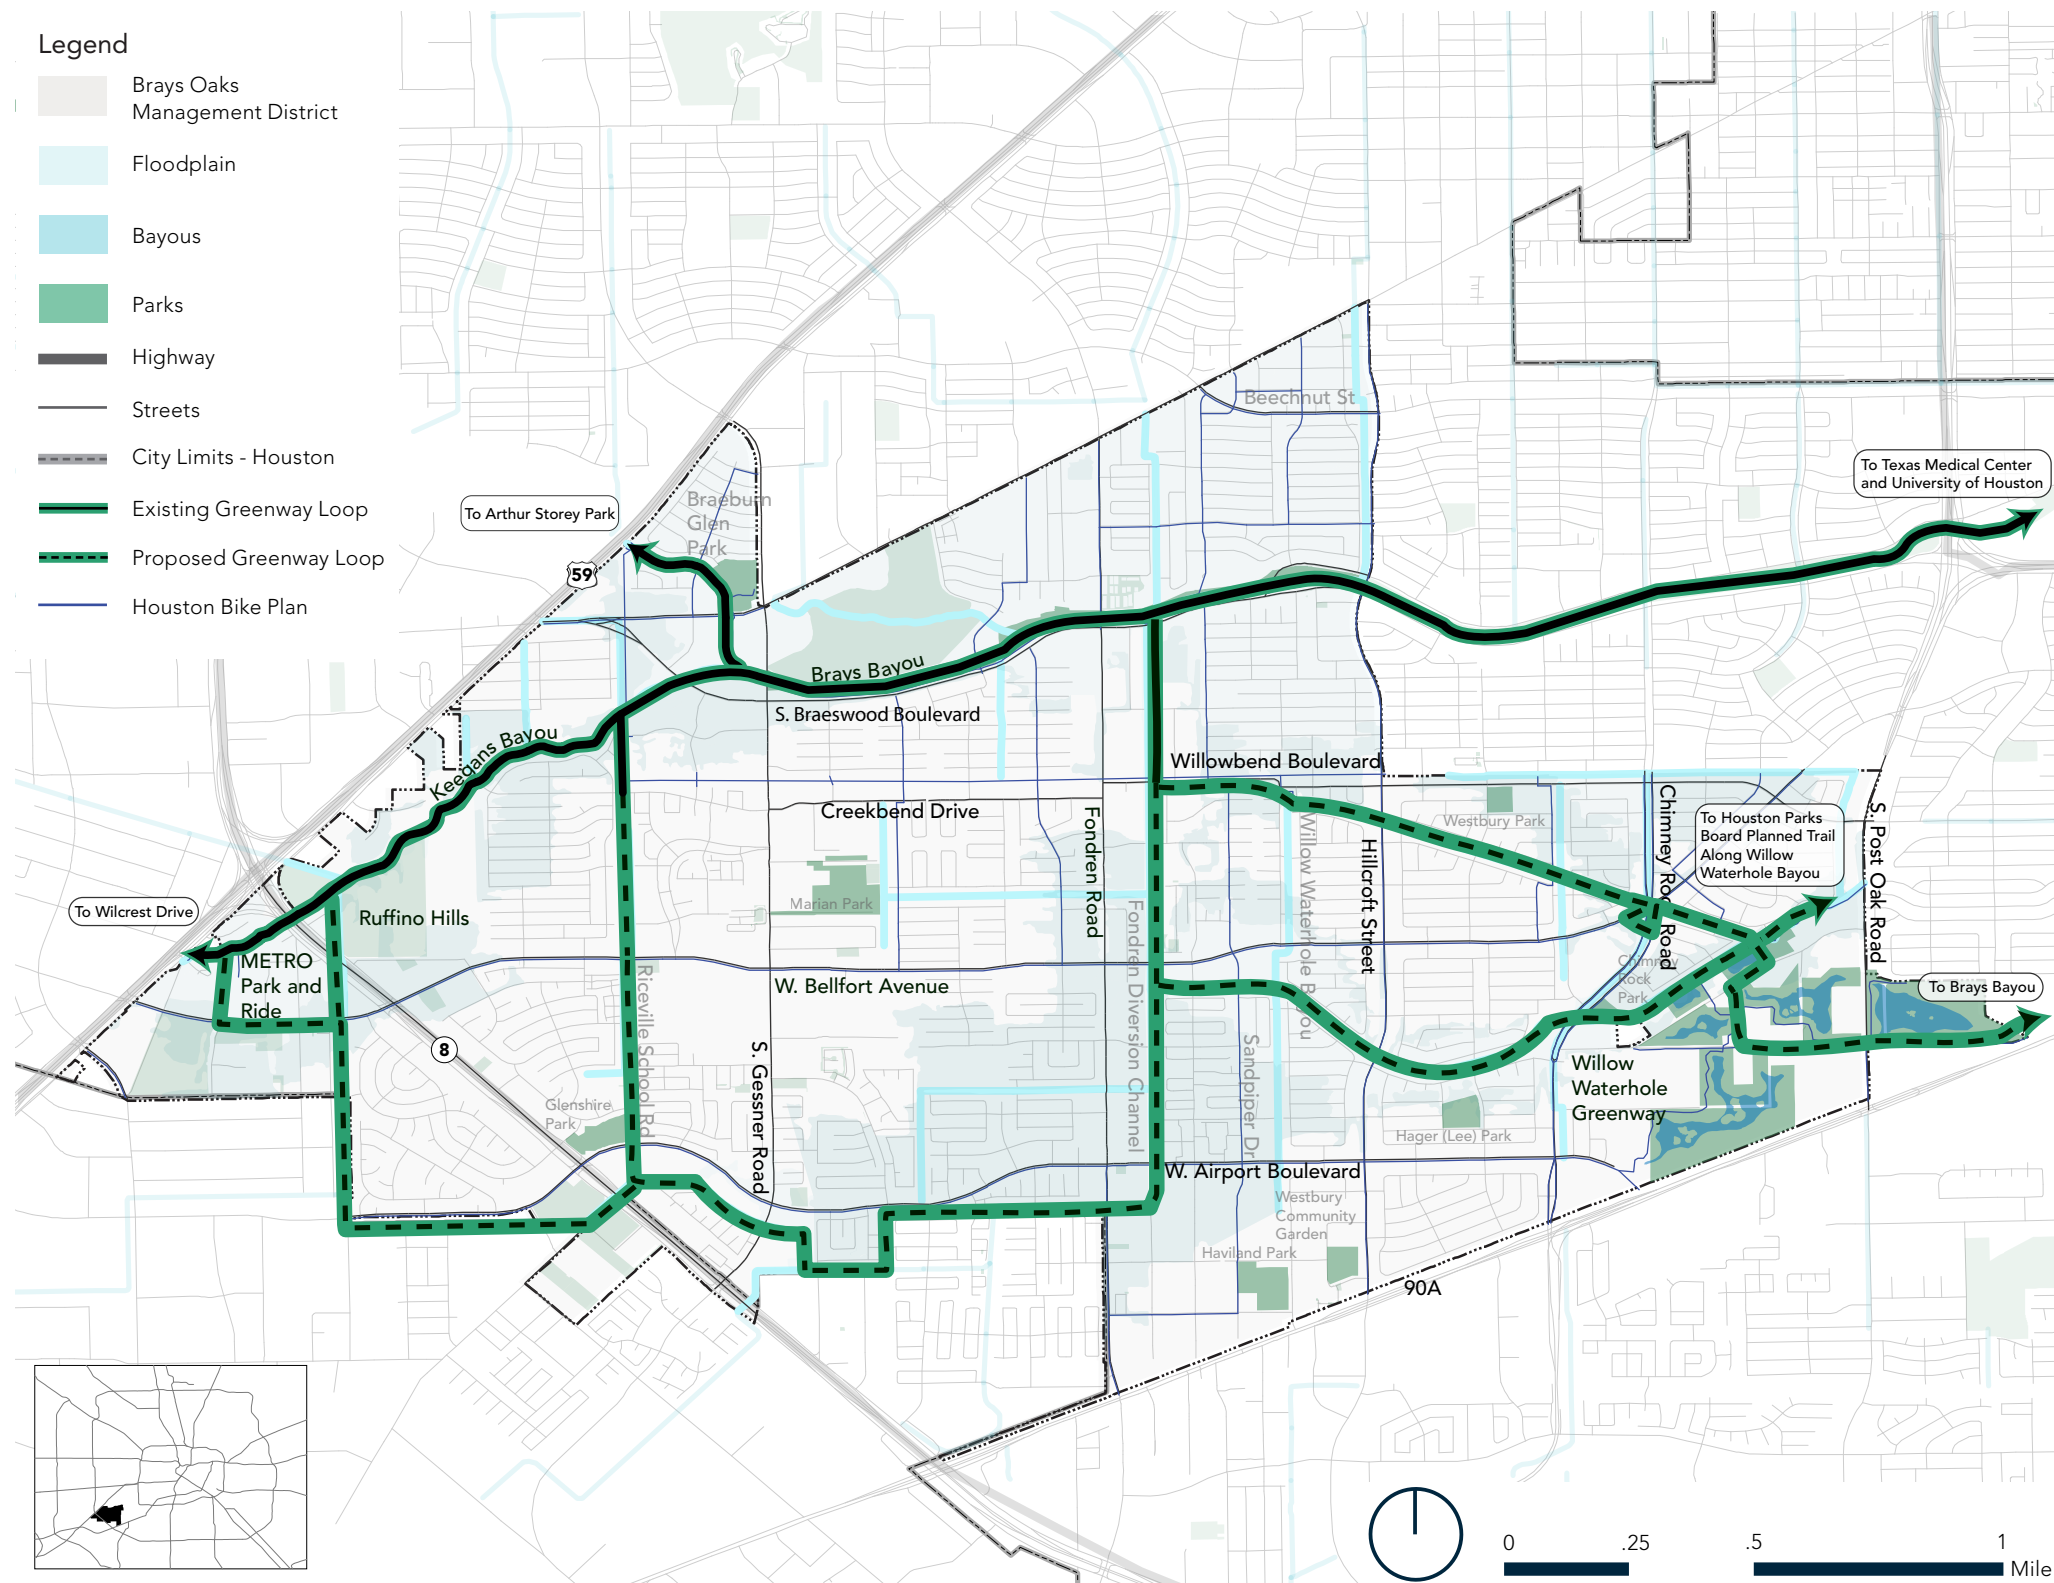 Legend
Brays Oaks
Management District
Floodplain
Bayous
Parks
Highway
Streets
City Limits - Houston
Existing Greenway Loop
Proposed Greenway Loop
Houston Bike Plan
Beechnut St
To Texas Medical Center
and University of Houston
To Arthur Storey Park
Braeburn
Glen
Park
59
Brays Bayou
S. Braeswood Boulevard
Keegans Bayou
Willowbend Boulevard
Creekbend Drive
Fondren Road
Westbury Park
Chimney Rock Road
To Houston Parks
Board Planned Trail
Along Willow
Waterhole Bayou
S. Post Oak Road
Willow Waterhole Bayou
Hillcroft Street
Marian Park
To Wilcrest Drive
Ruffino Hills
METRO
Park and
Ride
Fondren Diversion Channel
Chimney
Rock
Park
To Brays Bayou
W. Bellfort Avenue
Riceville School Rd
8
S. Gessner Road
Sandpiper Dr
Willow
Waterhole
Greenway
Glenshire
Park
Hager (Lee) Park
W. Airport Boulevard
Westbury
Community
Garden
Haviland Park
90A
0 .25 .5 1
Mile